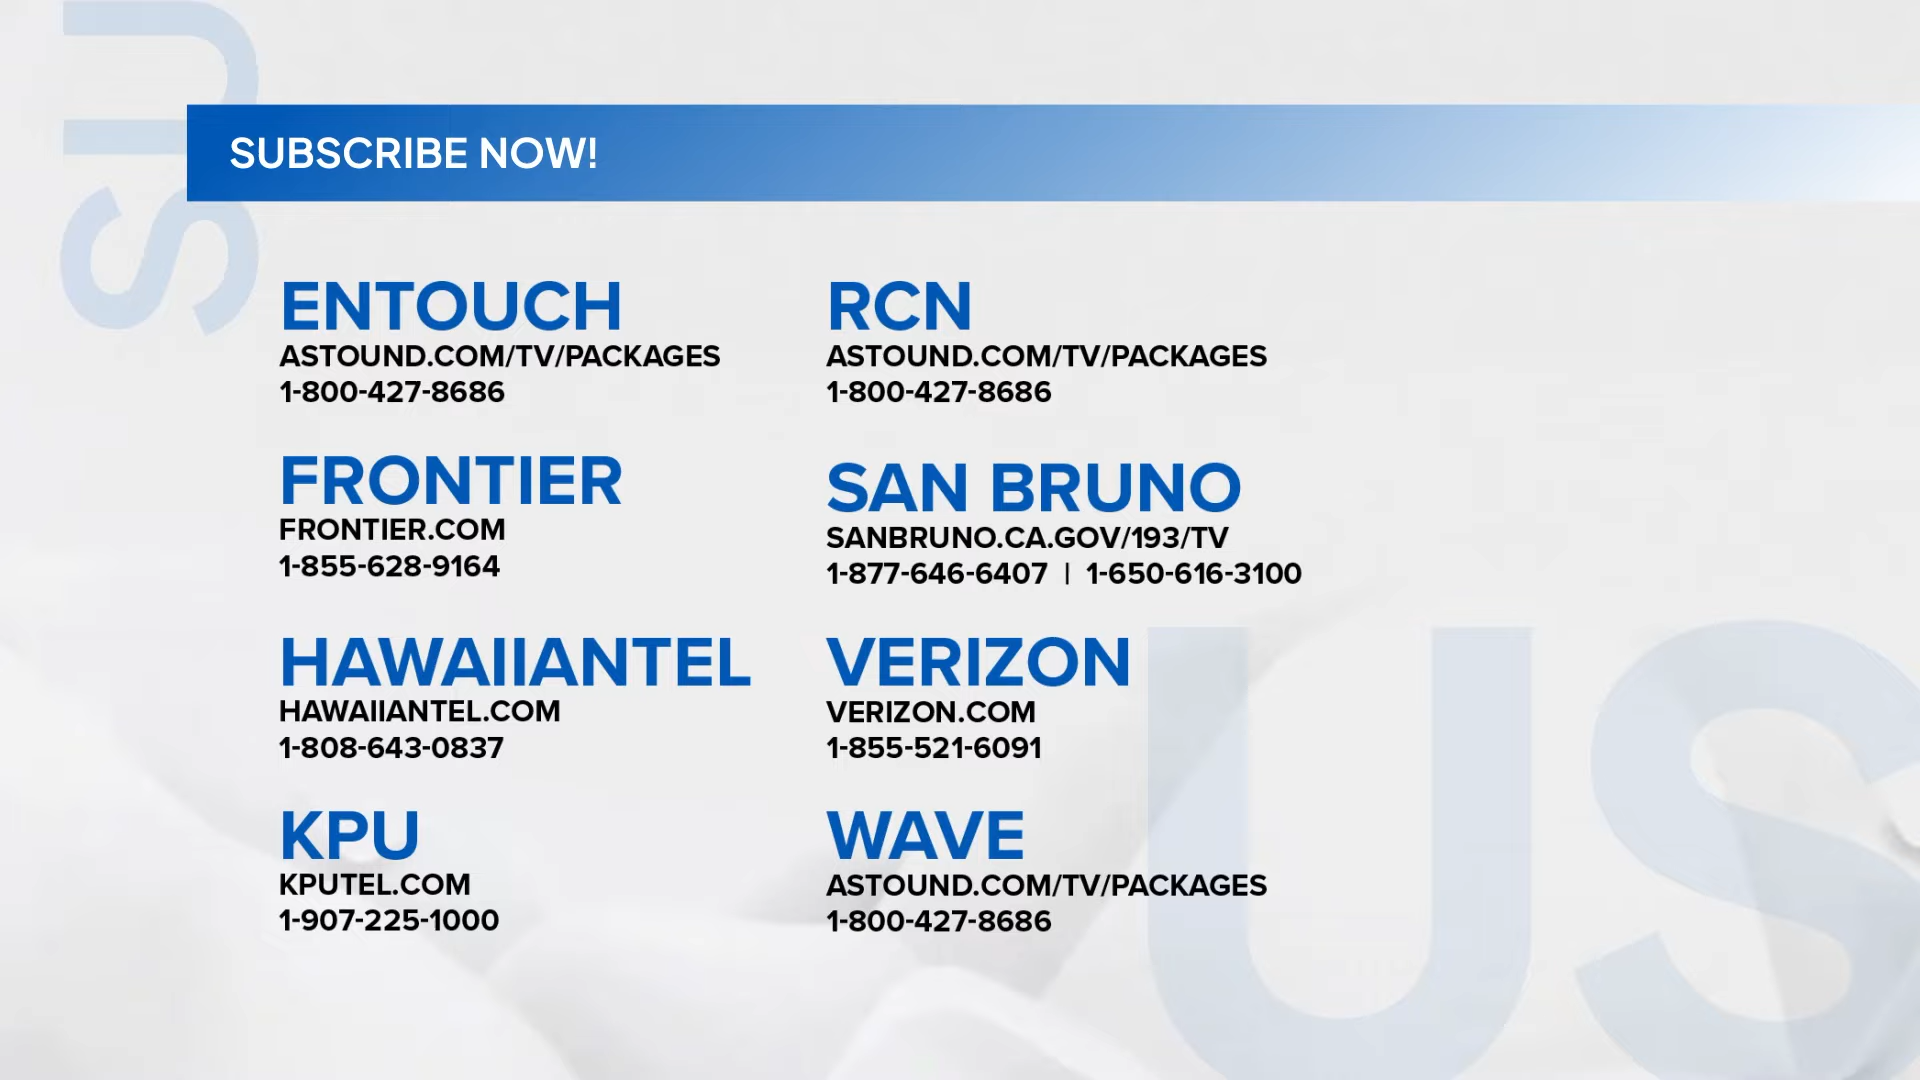 SUBSCRIBE NOW!
ENTOUCH
ASTOUND.COM/TV/PACKAGES
1-800-427-8686
FRONTIER
FRONTIER.COM
1-855-628-9164
HAWAIIANTEL
HAWAIIANTEL.COM
1-808-643-0837
KPU
KPUTEL.COM
1-907-225-1000
RCN
ASTOUND.COM/TV/PACKAGES
1-800-427-8686
SAN BRUNO
SANBRUNO.CA.GOV/193/TV
1-877-646-6407 | 1-650-616-3100
VERIZON
VERIZON.COM
1-855-521-6091
WAVE
ASTOUND.COM/TV/PACKAGES
1-800-427-8686
US